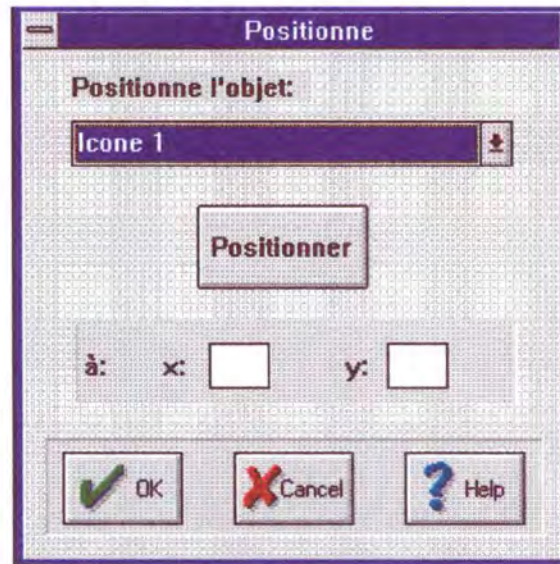 Positionne
Positionne l'objet:
Icone 1
Positionner
à: x: y:
OK Cancel Help